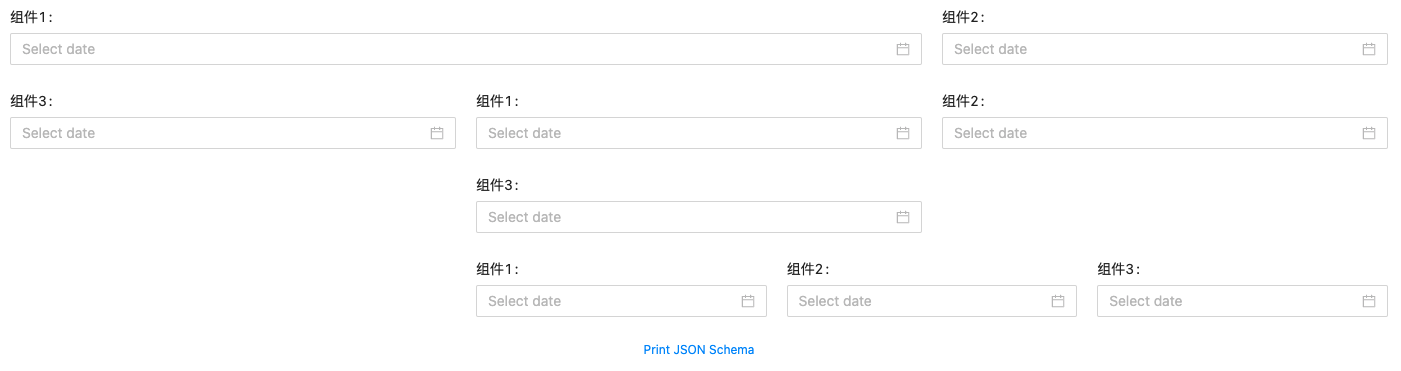 组件1: 组件2:
Select date Select date
组件3: 组件1: 组件2:
Select date Select date Select date
组件3:
Select date
组件1: 组件2: 组件3:
Select date Select date Select date
Print JSON Schema